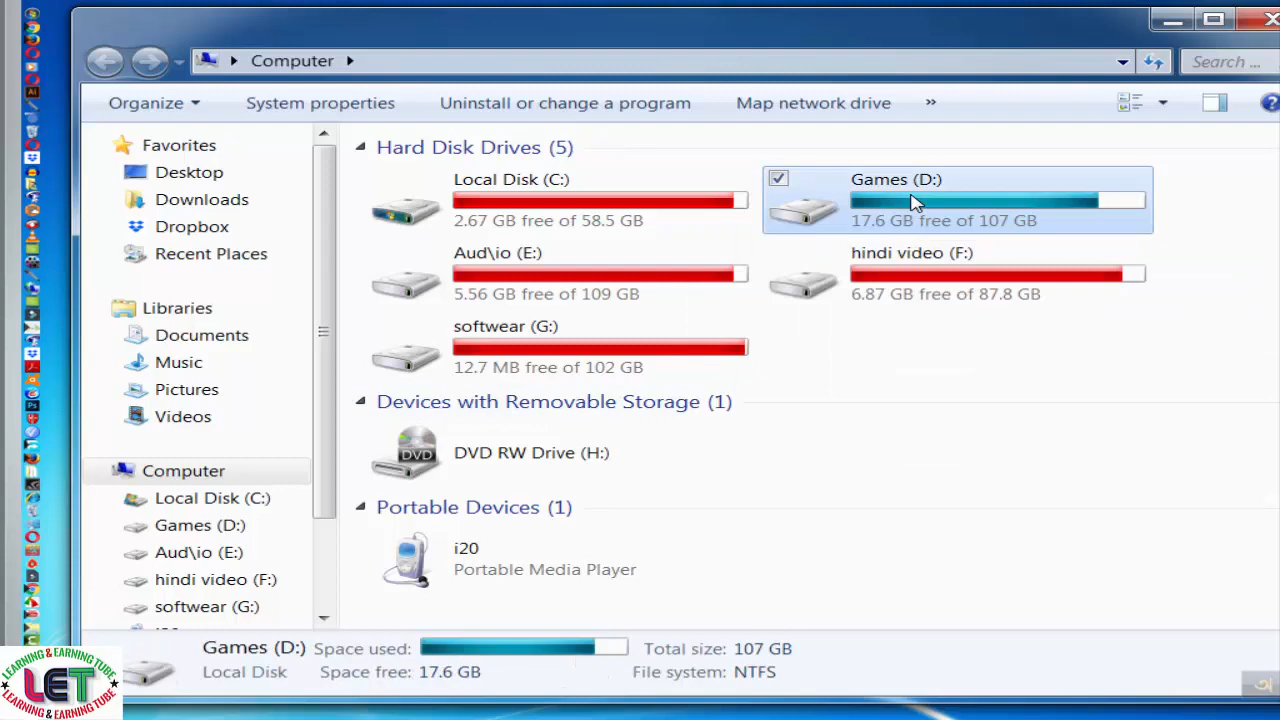 Computer
Search ...
Organize
System properties
Uninstall or change a program
Map network drive
»
Favorites
Desktop
Downloads
Dropbox
Recent Places
Libraries
Documents
Music
Pictures
Videos
Computer
Local Disk (C:)
Games (D:)
Aud\io (E:)
hindi video (F:)
softwear (G:)
Hard Disk Drives (5)
Local Disk (C:)
2.67 GB free of 58.5 GB
Games (D:)
17.6 GB free of 107 GB
Aud\io (E:)
5.56 GB free of 109 GB
hindi video (F:)
6.87 GB free of 87.8 GB
softwear (G:)
12.7 MB free of 102 GB
Devices with Removable Storage (1)
DVD
DVD RW Drive (H:)
Portable Devices (1)
i20
Portable Media Player
Games (D:) Space used: Total size: 107 GB
Local Disk Space free: 17.6 GB File system: NTFS
LEARNING & EARNING TUBE
LET
LEARNING & EARNING TUBE